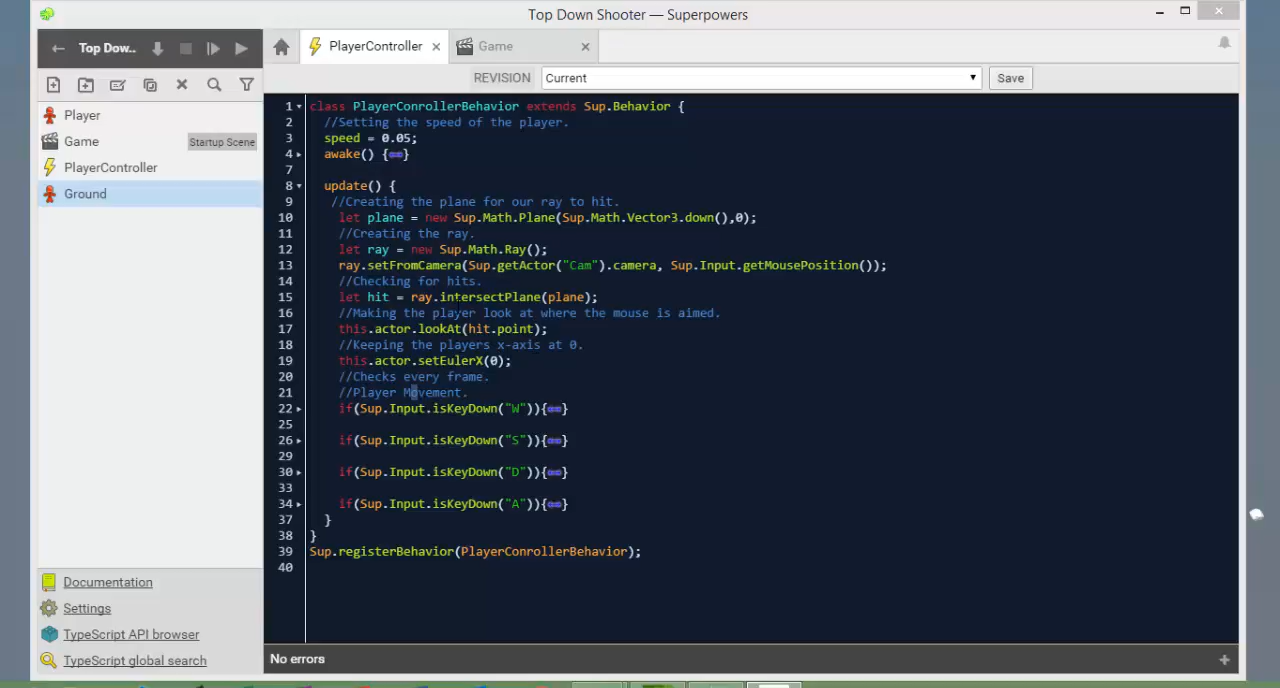 Top Down Shooter — Superpowers
Top Dow..
PlayerController
Game
REVISION Current Save
Player
Game Startup Scene
PlayerController
Ground
1 class PlayerConrollerBehavior extends Sup.Behavior {
2 //Setting the speed of the player.
3 speed = 0.05;
4 awake() {}
7
8 update() {
9 //Creating the plane for our ray to hit.
10 let plane = new Sup.Math.Plane(Sup.Math.Vector3.down(),0);
11 //Creating the ray.
12 let ray = new Sup.Math.Ray();
13 ray.setFromCamera(Sup.getActor("Cam").camera, Sup.Input.getMousePosition());
14 //Checking for hits.
15 let hit = ray.intersectPlane(plane);
16 //Making the player look at where the mouse is aimed.
17 this.actor.lookAt(hit.point);
18 //Keeping the players x-axis at 0.
19 this.actor.setEulerX(0);
20 //Checks every frame.
21 //Player Movement.
22 if(Sup.Input.isKeyDown("W")){}
25
26 if(Sup.Input.isKeyDown("S")){}
29
30 if(Sup.Input.isKeyDown("D")){}
33
34 if(Sup.Input.isKeyDown("A")){}
37 }
38 }
39 Sup.registerBehavior(PlayerConrollerBehavior);
40
Documentation
Settings
TypeScript API browser
TypeScript global search
No errors